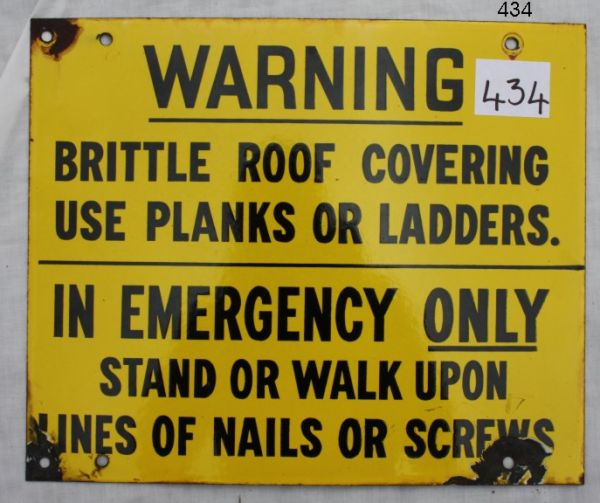 434
WARNING
434
BRITTLE ROOF COVERING
USE PLANKS OR LADDERS.
IN EMERGENCY ONLY
STAND OR WALK UPON
LINES OF NAILS OR SCREWS